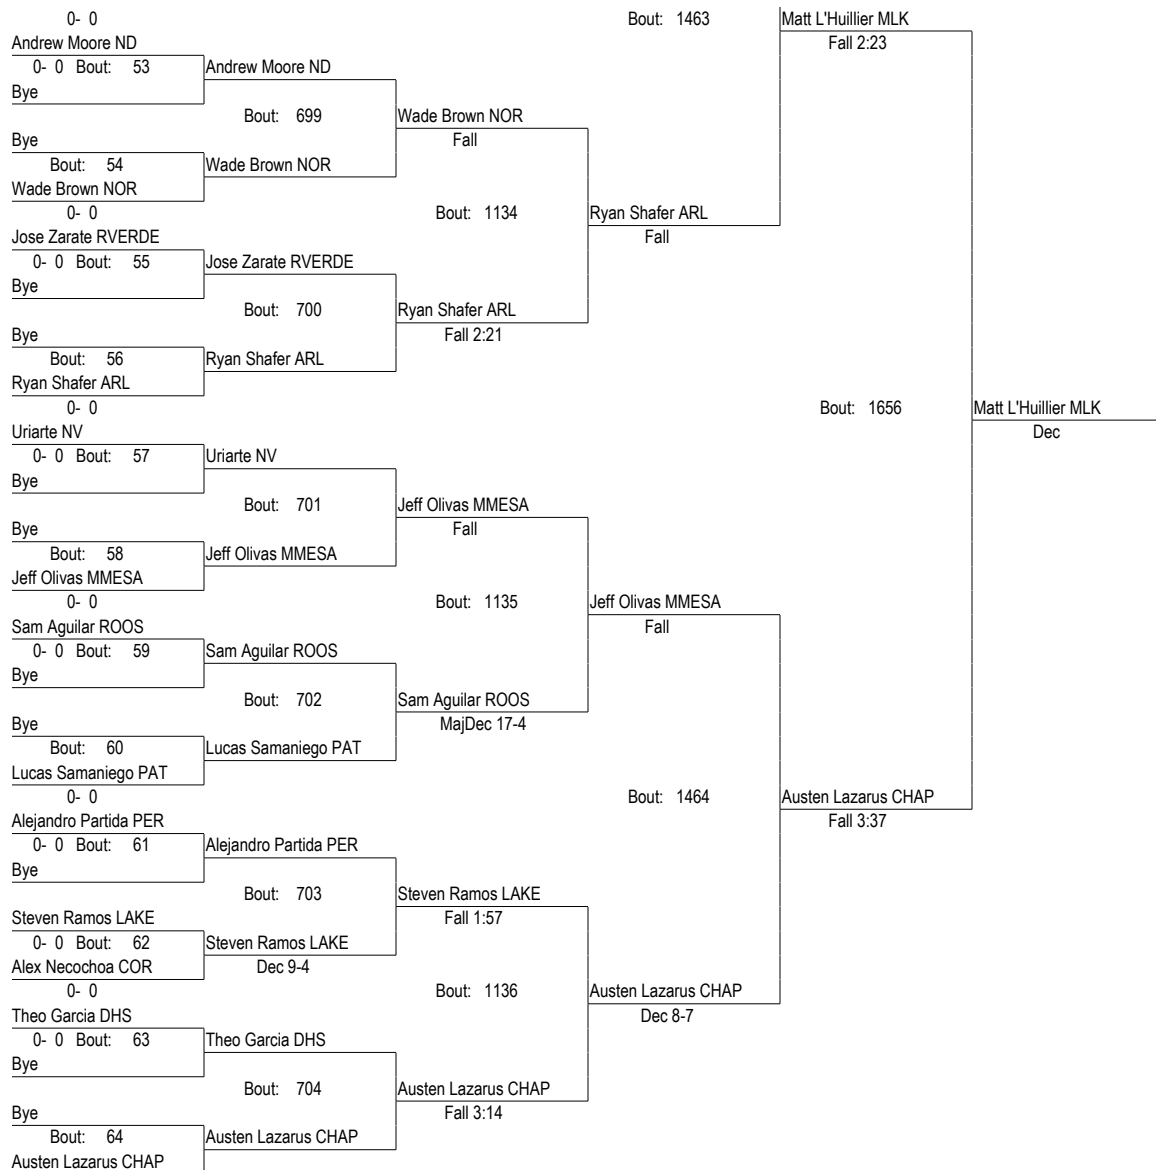 0- 0 Bout: 1463 Matt L'Huillier MLK
Andrew Moore ND Fall 2:23
0- 0 Bout: 53 Andrew Moore ND
Bye
Bout: 699 Wade Brown NOR
Bye Fall
Bout: 54 Wade Brown NOR
Wade Brown NOR
0- 0 Bout: 1134 Ryan Shafer ARL
Jose Zarate RVERDE Fall
0- 0 Bout: 55 Jose Zarate RVERDE
Bye
Bout: 700 Ryan Shafer ARL
Bye Fall 2:21
Bout: 56 Ryan Shafer ARL
Ryan Shafer ARL
0- 0 Bout: 1656 Matt L'Huillier MLK
Uriarte NV Dec
0- 0 Bout: 57 Uriarte NV
Bye
Bout: 701 Jeff Olivas MMESA
Bye Fall
Bout: 58 Jeff Olivas MMESA
Jeff Olivas MMESA
0- 0 Bout: 1135 Jeff Olivas MMESA
Sam Aguilar ROOS Fall
0- 0 Bout: 59 Sam Aguilar ROOS
Bye
Bout: 702 Sam Aguilar ROOS
Bye MajDec 17-4
Bout: 60 Lucas Samaniego PAT
Lucas Samaniego PAT
0- 0 Bout: 1464 Austen Lazarus CHAP
Alejandro Partida PER Fall 3:37
0- 0 Bout: 61 Alejandro Partida PER
Bye
Bout: 703 Steven Ramos LAKE
Steven Ramos LAKE Fall 1:57
0- 0 Bout: 62 Steven Ramos LAKE
Alex Necochoa COR Dec 9-4
0- 0 Bout: 1136 Austen Lazarus CHAP
Theo Garcia DHS Dec 8-7
0- 0 Bout: 63 Theo Garcia DHS
Bye
Bout: 704 Austen Lazarus CHAP
Bye Fall 3:14
Bout: 64 Austen Lazarus CHAP
Austen Lazarus CHAP